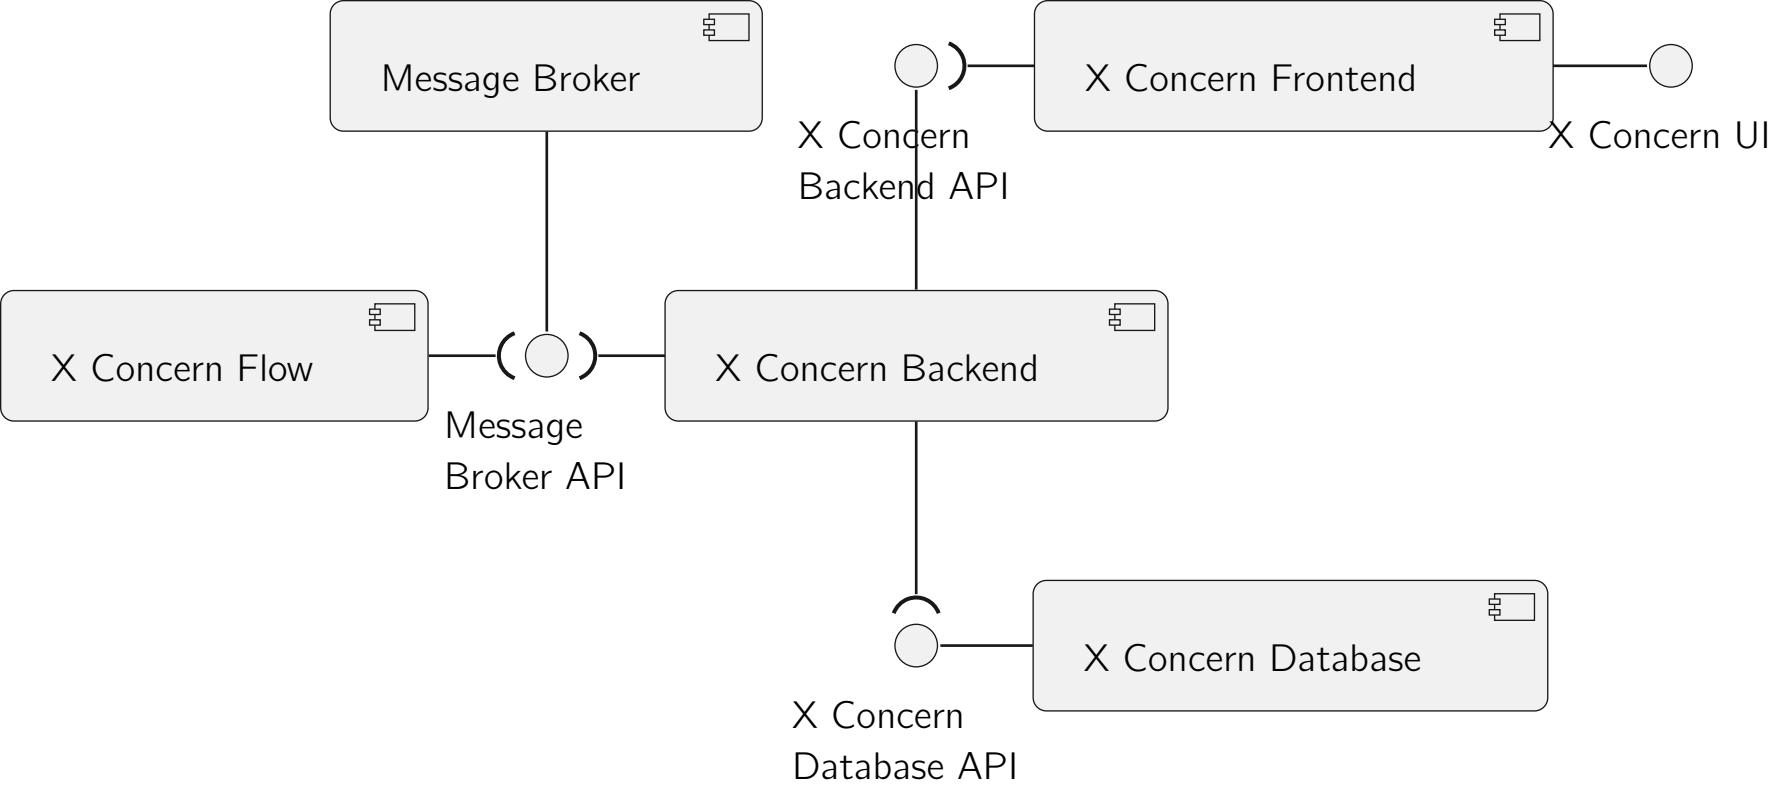 Message Broker
X Concern Frontend
X Concern
Backend API
X Concern UI
X Concern Flow
X Concern Backend
Message
Broker API
X Concern Database
X Concern
Database API